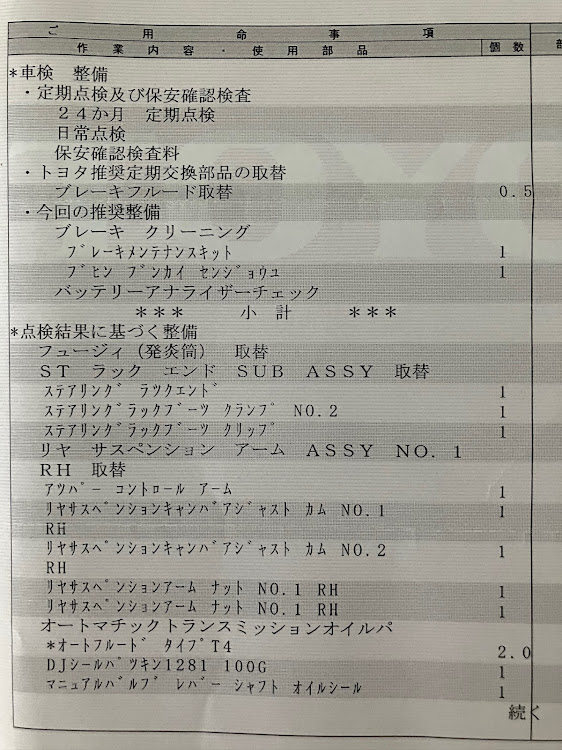 ご用命事項
作業内容・使用部品 個数 部
*車検 整備
・定期点検及び保安確認検査
24か月 定期点検
日常点検
保安確認検査料
・トヨタ推奨定期交換部品の取替
ブレーキフルード取替 0.5
・今回の推奨整備
ブレーキ クリーニング
ブレーキメンテナンスキット 1
ブヒン ブンカイ センジョウユ 1
バッテリーアナライザーチェック
*** 小計 ***
*点検結果に基づく整備
フュージィ(発炎筒) 取替
ST ラック エンド SUB ASSY 取替
ステアリング ラツクエンド 1
ステアリングラックブーツ クランプ NO.2 1
ステアリングラックブーツ クリップ 1
リヤ サスペンション アーム ASSY NO.1
RH 取替
アツパー コントロール アーム 1
リヤサスペンションキャンバアジャスト カム NO.1 1
RH
リヤサスペンションキャンバアジャスト カム NO.2 1
RH
リヤサスペンションアーム ナット NO.1 RH 1
リヤサスペンションアーム ナット NO.1 RH 1
オートマチックトランスミッションオイルパ
*オートフルード タイプT4 2.0
DJシールパツキン1281 100G 1
マニュアルバルブ レバー シャフト オイルシール 1
続く